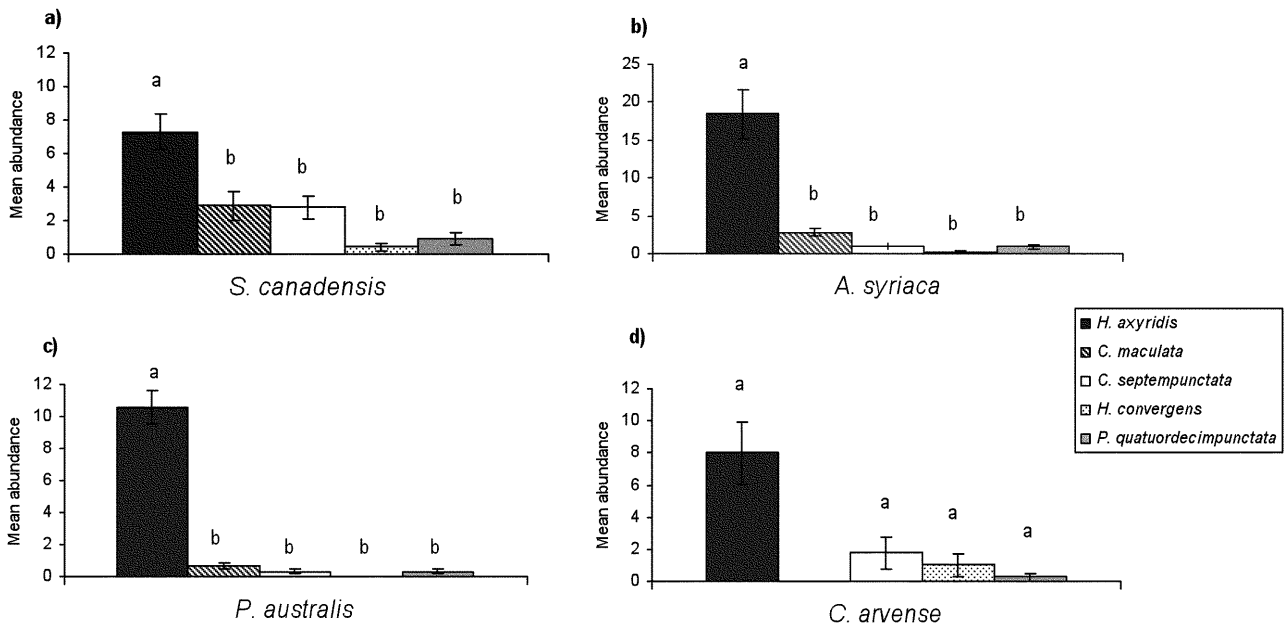 a)
12
10
8
6
4
2
0
Mean abundance
a
b
b
b
b
S. canadensis
b)
25
20
15
10
5
0
Mean abundance
a
b
b
b
b
A. syriaca
H. axyridis
C. maculata
C. septempunctata
H. convergens
P. quatuordecimpunctata
c)
12
10
8
6
4
2
0
Mean abundance
a
b
b
b
b
P. australis
d)
12
10
8
6
4
2
0
Mean abundance
a
a
a
a
C. arvense